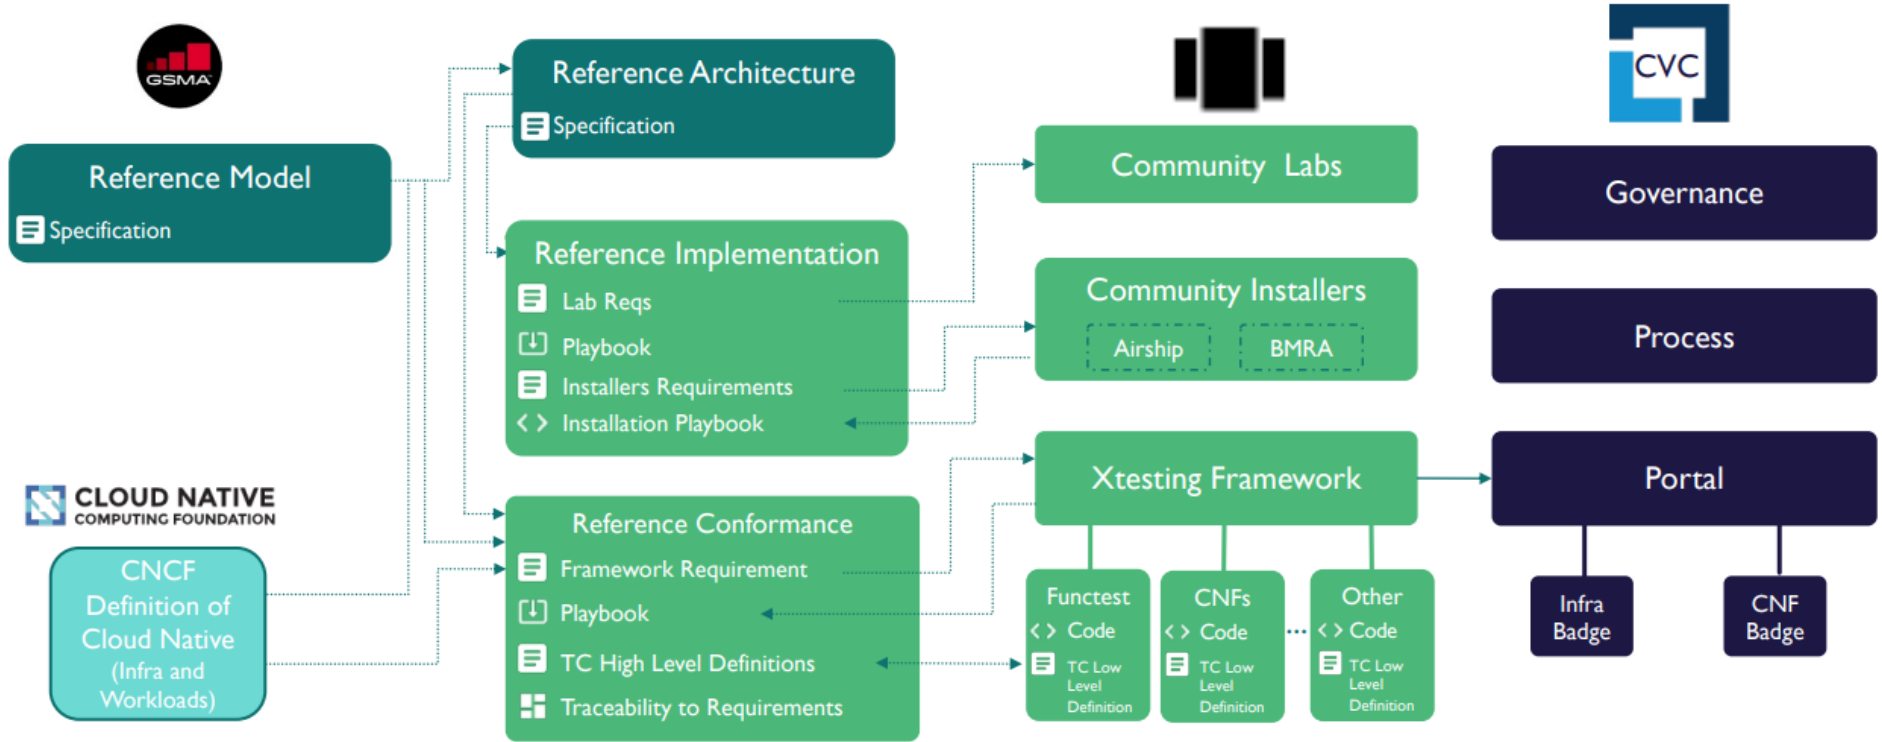 GSMA
Reference Model
Specification
CLOUD NATIVE
COMPUTING FOUNDATION
CNCF
Definition of
Cloud Native
(Infra and
Workloads)
Reference Architecture
Specification
Reference Implementation
Lab Reqs
Playbook
Installers Requirements
Installation Playbook
Reference Conformance
Framework Requirement
Playbook
TC High Level Definitions
Traceability to Requirements
Community Labs
Community Installers
Airship
BMRA
Xtesting Framework
Functest
Code
TC Low
Level
Definition
CNFs
Code
TC Low
Level
Definition
...
Other
Code
TC Low
Level
Definition
CVC
Governance
Process
Portal
Infra
Badge
CNF
Badge